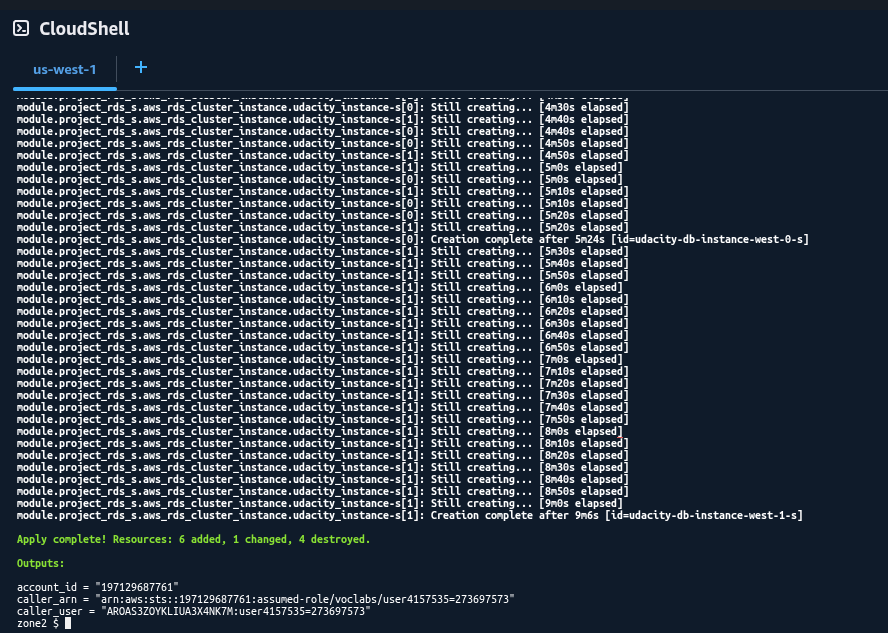 CloudShell
us-west-1
module.project_rds_s.aws_rds_cluster_instance.udacity_instance-s[0]: Still creating... [4m30s elapsed]
module.project_rds_s.aws_rds_cluster_instance.udacity_instance-s[1]: Still creating... [4m40s elapsed]
module.project_rds_s.aws_rds_cluster_instance.udacity_instance-s[0]: Still creating... [4m40s elapsed]
module.project_rds_s.aws_rds_cluster_instance.udacity_instance-s[0]: Still creating... [4m50s elapsed]
module.project_rds_s.aws_rds_cluster_instance.udacity_instance-s[1]: Still creating... [4m50s elapsed]
module.project_rds_s.aws_rds_cluster_instance.udacity_instance-s[1]: Still creating... [5m0s elapsed]
module.project_rds_s.aws_rds_cluster_instance.udacity_instance-s[0]: Still creating... [5m0s elapsed]
module.project_rds_s.aws_rds_cluster_instance.udacity_instance-s[1]: Still creating... [5m10s elapsed]
module.project_rds_s.aws_rds_cluster_instance.udacity_instance-s[0]: Still creating... [5m10s elapsed]
module.project_rds_s.aws_rds_cluster_instance.udacity_instance-s[0]: Still creating... [5m20s elapsed]
module.project_rds_s.aws_rds_cluster_instance.udacity_instance-s[1]: Still creating... [5m20s elapsed]
module.project_rds_s.aws_rds_cluster_instance.udacity_instance-s[0]: Creation complete after 5m24s [id=udacity-db-instance-west-0-s]
module.project_rds_s.aws_rds_cluster_instance.udacity_instance-s[1]: Still creating... [5m30s elapsed]
module.project_rds_s.aws_rds_cluster_instance.udacity_instance-s[1]: Still creating... [5m40s elapsed]
module.project_rds_s.aws_rds_cluster_instance.udacity_instance-s[1]: Still creating... [5m50s elapsed]
module.project_rds_s.aws_rds_cluster_instance.udacity_instance-s[1]: Still creating... [6m0s elapsed]
module.project_rds_s.aws_rds_cluster_instance.udacity_instance-s[1]: Still creating... [6m10s elapsed]
module.project_rds_s.aws_rds_cluster_instance.udacity_instance-s[1]: Still creating... [6m20s elapsed]
module.project_rds_s.aws_rds_cluster_instance.udacity_instance-s[1]: Still creating... [6m30s elapsed]
module.project_rds_s.aws_rds_cluster_instance.udacity_instance-s[1]: Still creating... [6m40s elapsed]
module.project_rds_s.aws_rds_cluster_instance.udacity_instance-s[1]: Still creating... [6m50s elapsed]
module.project_rds_s.aws_rds_cluster_instance.udacity_instance-s[1]: Still creating... [7m0s elapsed]
module.project_rds_s.aws_rds_cluster_instance.udacity_instance-s[1]: Still creating... [7m10s elapsed]
module.project_rds_s.aws_rds_cluster_instance.udacity_instance-s[1]: Still creating... [7m20s elapsed]
module.project_rds_s.aws_rds_cluster_instance.udacity_instance-s[1]: Still creating... [7m30s elapsed]
module.project_rds_s.aws_rds_cluster_instance.udacity_instance-s[1]: Still creating... [7m40s elapsed]
module.project_rds_s.aws_rds_cluster_instance.udacity_instance-s[1]: Still creating... [7m50s elapsed]
module.project_rds_s.aws_rds_cluster_instance.udacity_instance-s[1]: Still creating... [8m0s elapsed]
module.project_rds_s.aws_rds_cluster_instance.udacity_instance-s[1]: Still creating... [8m10s elapsed]
module.project_rds_s.aws_rds_cluster_instance.udacity_instance-s[1]: Still creating... [8m20s elapsed]
module.project_rds_s.aws_rds_cluster_instance.udacity_instance-s[1]: Still creating... [8m30s elapsed]
module.project_rds_s.aws_rds_cluster_instance.udacity_instance-s[1]: Still creating... [8m40s elapsed]
module.project_rds_s.aws_rds_cluster_instance.udacity_instance-s[1]: Still creating... [8m50s elapsed]
module.project_rds_s.aws_rds_cluster_instance.udacity_instance-s[1]: Still creating... [9m0s elapsed]
module.project_rds_s.aws_rds_cluster_instance.udacity_instance-s[1]: Creation complete after 9m6s [id=udacity-db-instance-west-1-s]
Apply complete! Resources: 6 added, 1 changed, 4 destroyed.
Outputs:
account_id = "197129687761"
caller_arn = "arn:aws:sts::197129687761:assumed-role/voclabs/user4157535=273697573"
caller_user = "AROAS3ZOYKLIUA3X4NK7M:user4157535=273697573"
zone2 $